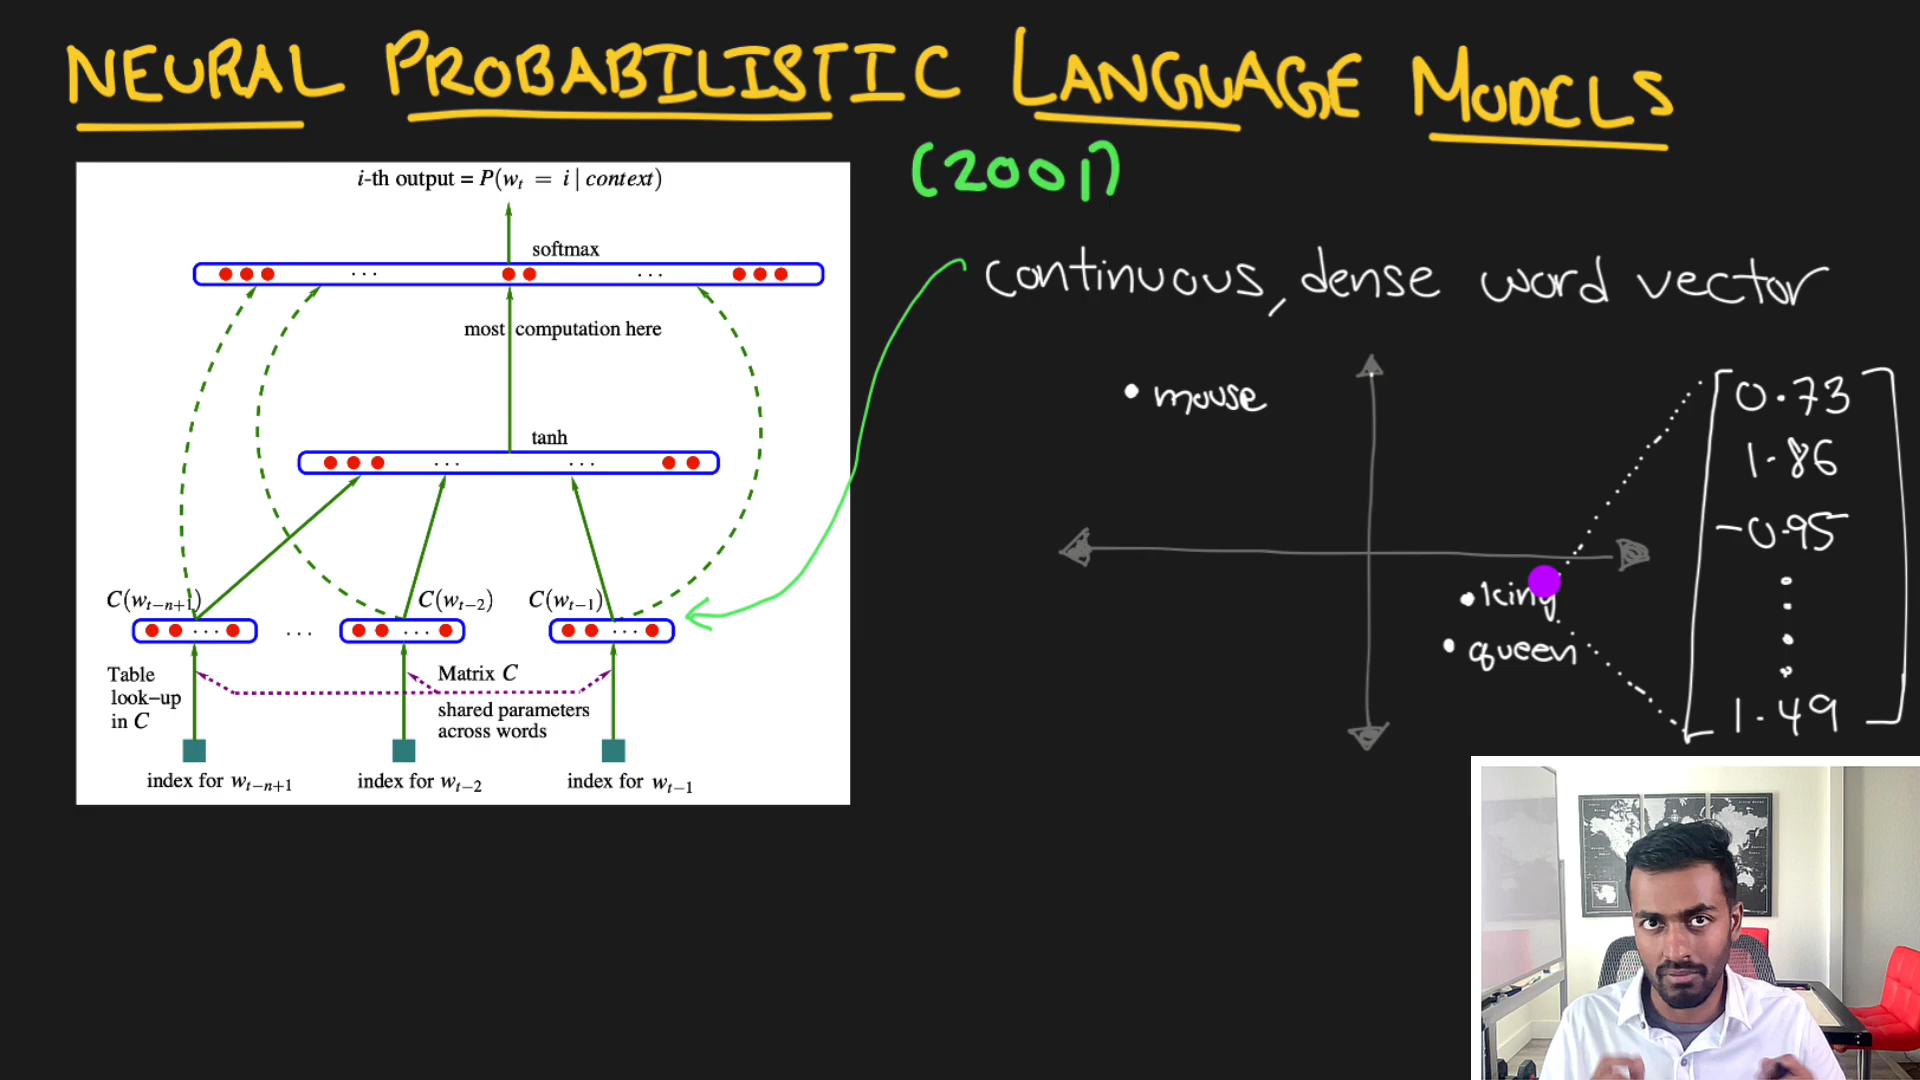 NEURAL PROBABILISTIC LANGUAGE MODELS
(2001)
i-th output = P(w_t = i | context)
softmax
... ...
most computation here
tanh
... ...
C(w_{t−n+1}) C(w_{t−2}) C(w_{t−1})
... ... ... ...
Table
look−up
in C
Matrix C
shared parameters
across words
index for w_{t−n+1} index for w_{t−2} index for w_{t−1}
continuous, dense word vector
• mouse
• king
• queen
0.73
1.86
-0.95
1.49